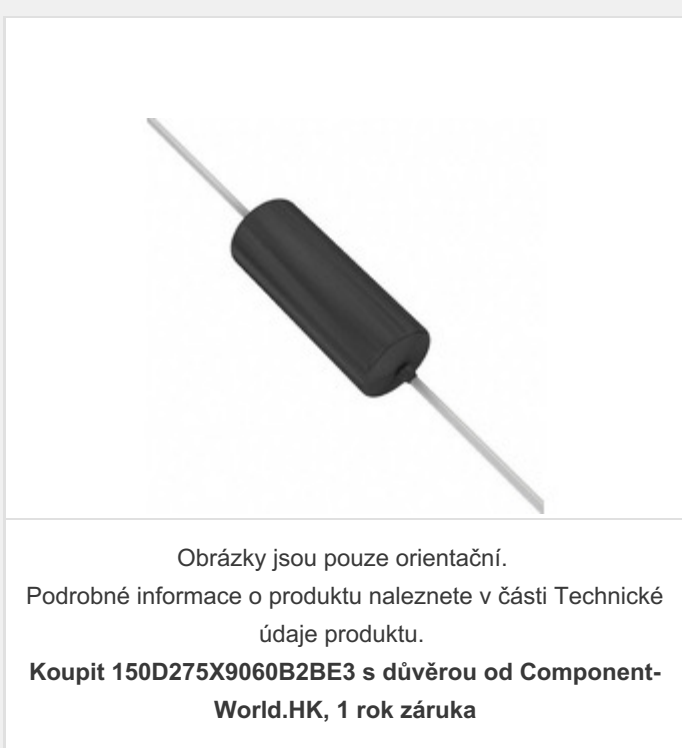 Obrázky jsou pouze orientační.
Podrobné informace o produktu naleznete v části Technické
údaje produktu.
Koupit 150D275X9060B2BE3 s důvěrou od Component-
World.HK, 1 rok záruka